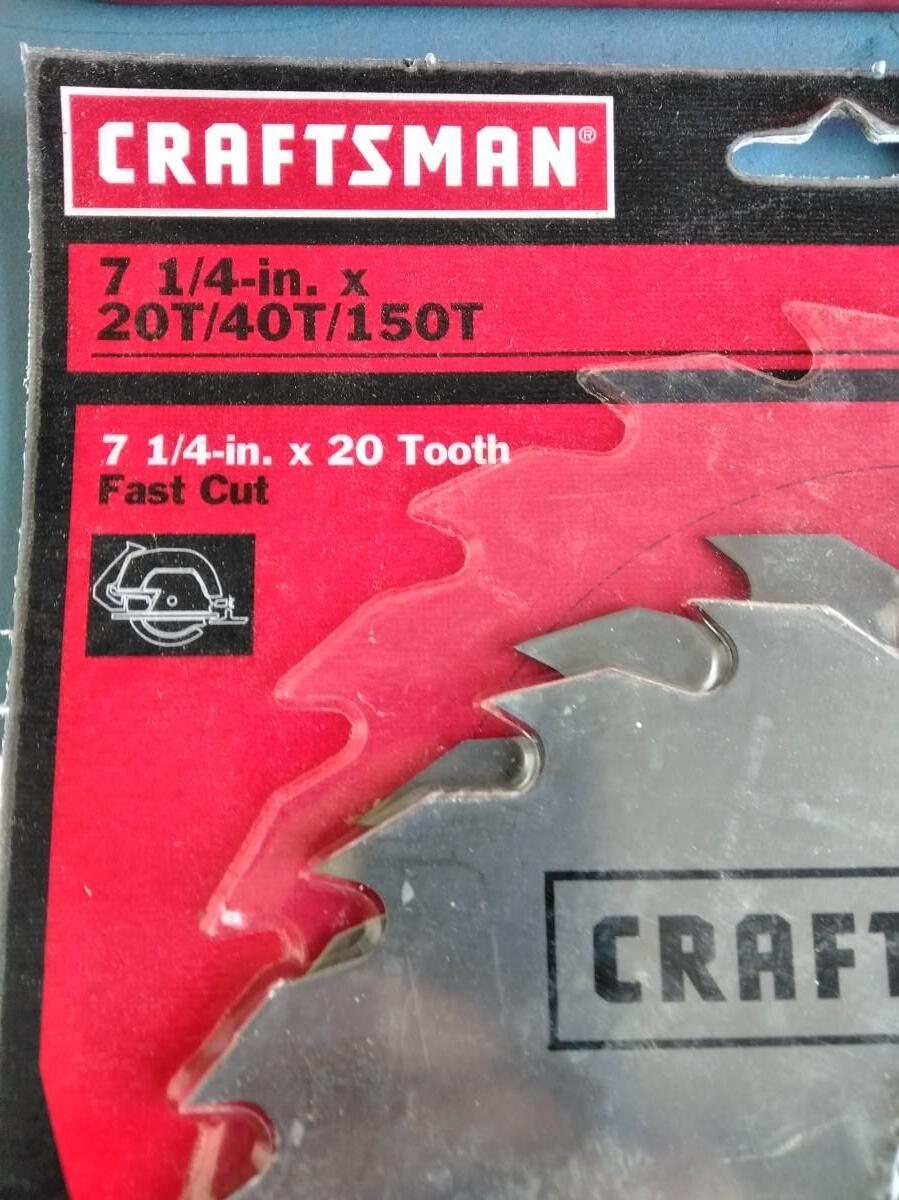 CRAFTSMAN®
7 1/4-in. x
20T/40T/150T
7 1/4-in. x 20 Tooth
Fast Cut
CRAFT